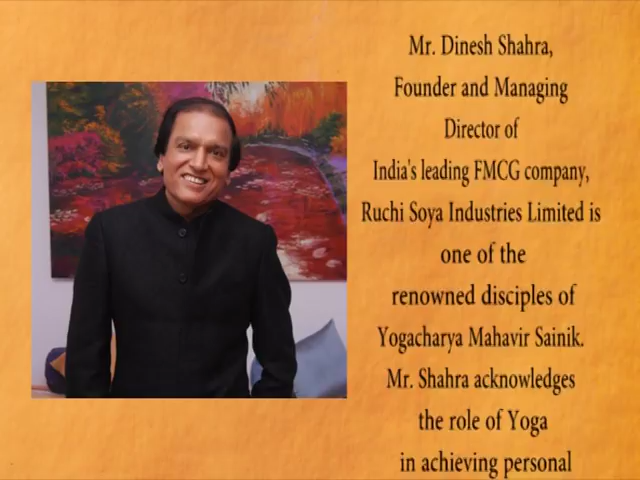 Mr. Dinesh Shahra,
Founder and Managing
Director of
India's leading FMCG company,
Ruchi Soya Industries Limited is
one of the
renowned disciples of
Yogacharya Mahavir Sainik.
Mr. Shahra acknowledges
the role of Yoga
in achieving personal